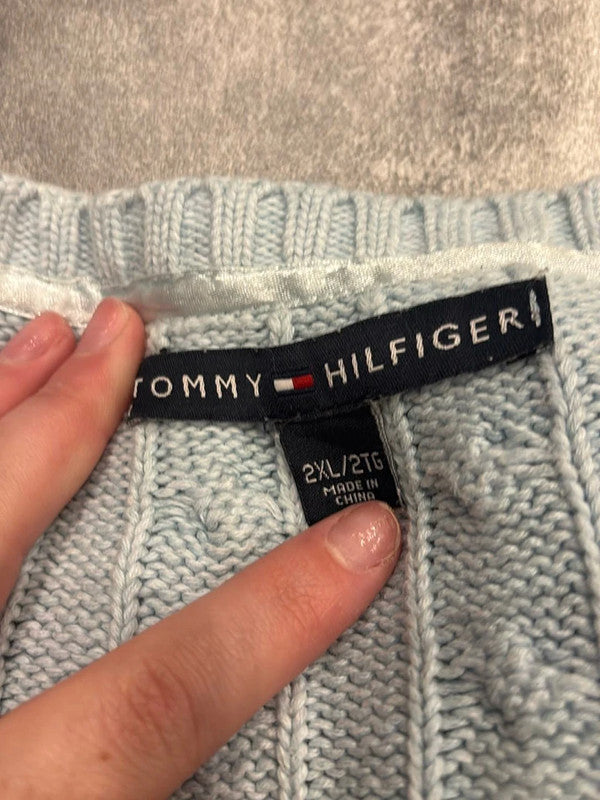 TOMMY HILFIGER
2XL/2TG
MADE IN
CHINA